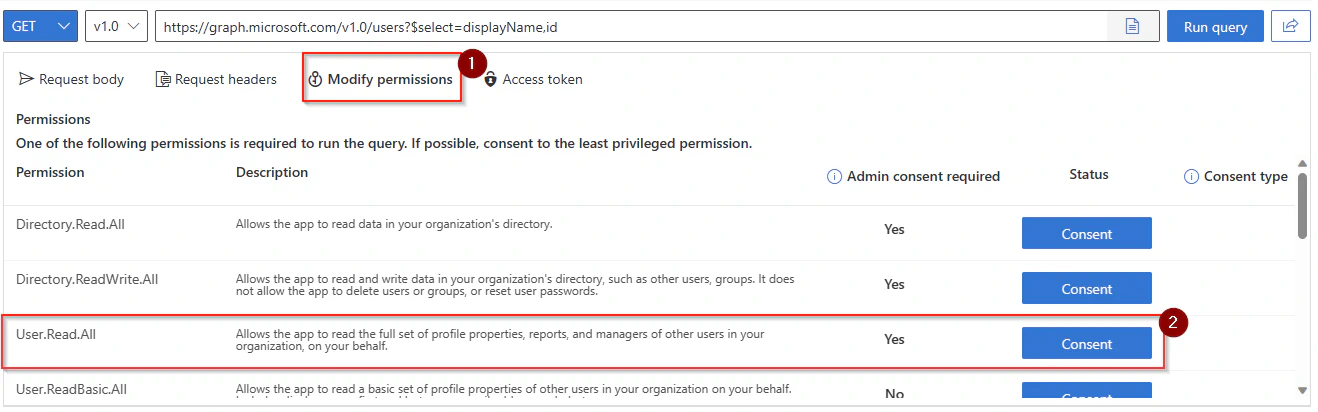 GET v1.0 https://graph.microsoft.com/v1.0/users?$select=displayName,id Run query
1
Request body Request headers Modify permissions Access token
Permissions
One of the following permissions is required to run the query. If possible, consent to the least privileged permission.
Permission Description Admin consent required Status Consent type
Directory.Read.All Allows the app to read data in your organization's directory. Yes Consent
Directory.ReadWrite.All Allows the app to read and write data in your organization's directory, such as other users, groups. It does
not allow the app to delete users or groups, or reset user passwords. Yes Consent
2
User.Read.All Allows the app to read the full set of profile properties, reports, and managers of other users in your
organization, on your behalf. Yes Consent
User.ReadBasic.All Allows the app to read a basic set of profile properties of other users in your organization on your behalf.
No Consent